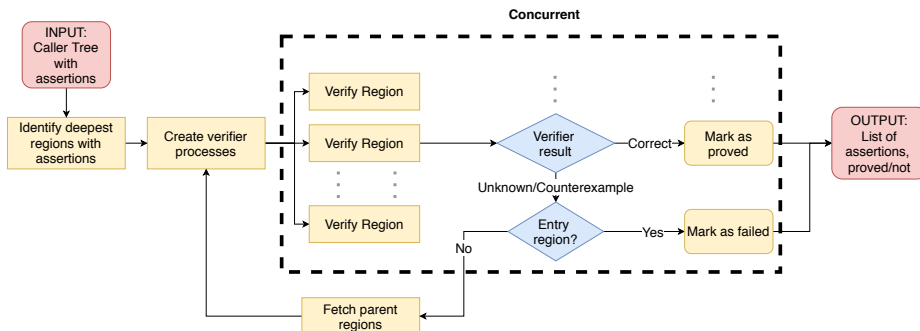 Concurrent
INPUT:
Caller Tree
with
assertions
Identify deepest
regions with
assertions
Create verifier
processes
Verify Region
Verify Region
Verify Region
Verifier
result
Correct
Mark as
proved
OUTPUT:
List of
assertions,
proved/not
Unknown/Counterexample
Entry
region?
Yes
Mark as failed
No
Fetch parent
regions